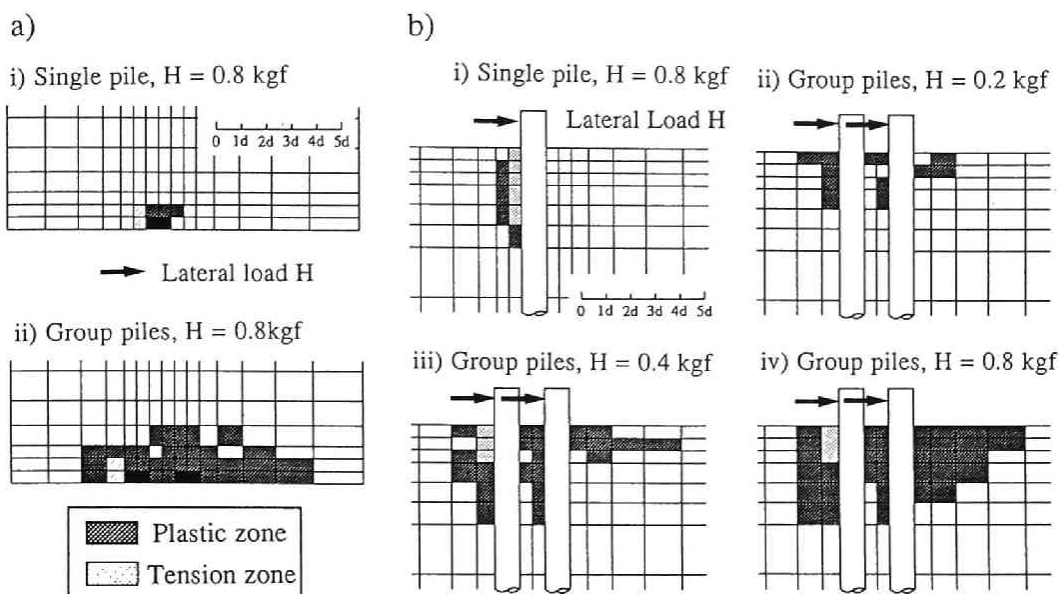 a)
i) Single pile, H = 0.8 kgf
0 1d 2d 3d 4d 5d
Lateral load H
ii) Group piles, H = 0.8kgf
Plastic zone
Tension zone
b)
i) Single pile, H = 0.8 kgf
Lateral Load H
0 1d 2d 3d 4d 5d
ii) Group piles, H = 0.2 kgf
iii) Group piles, H = 0.4 kgf
iv) Group piles, H = 0.8 kgf